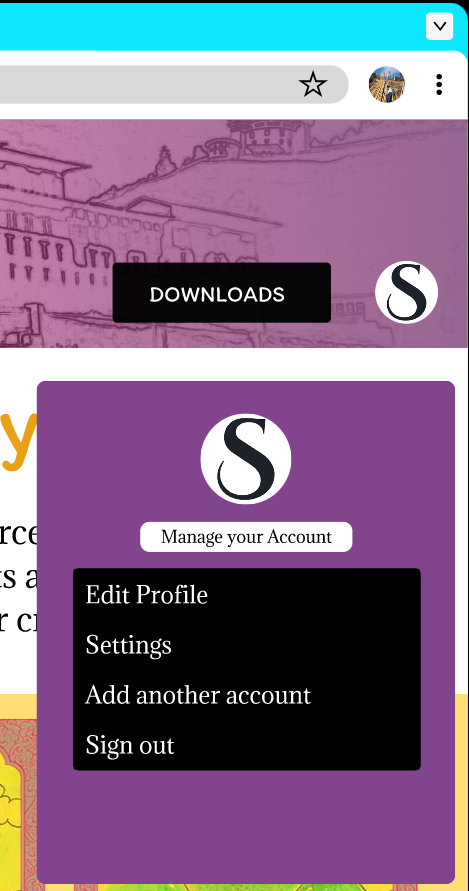 DOWNLOADS
S
y
S
Manage your Account
rce
Edit Profile
ts a
r cr
Settings
Add another account
Sign out